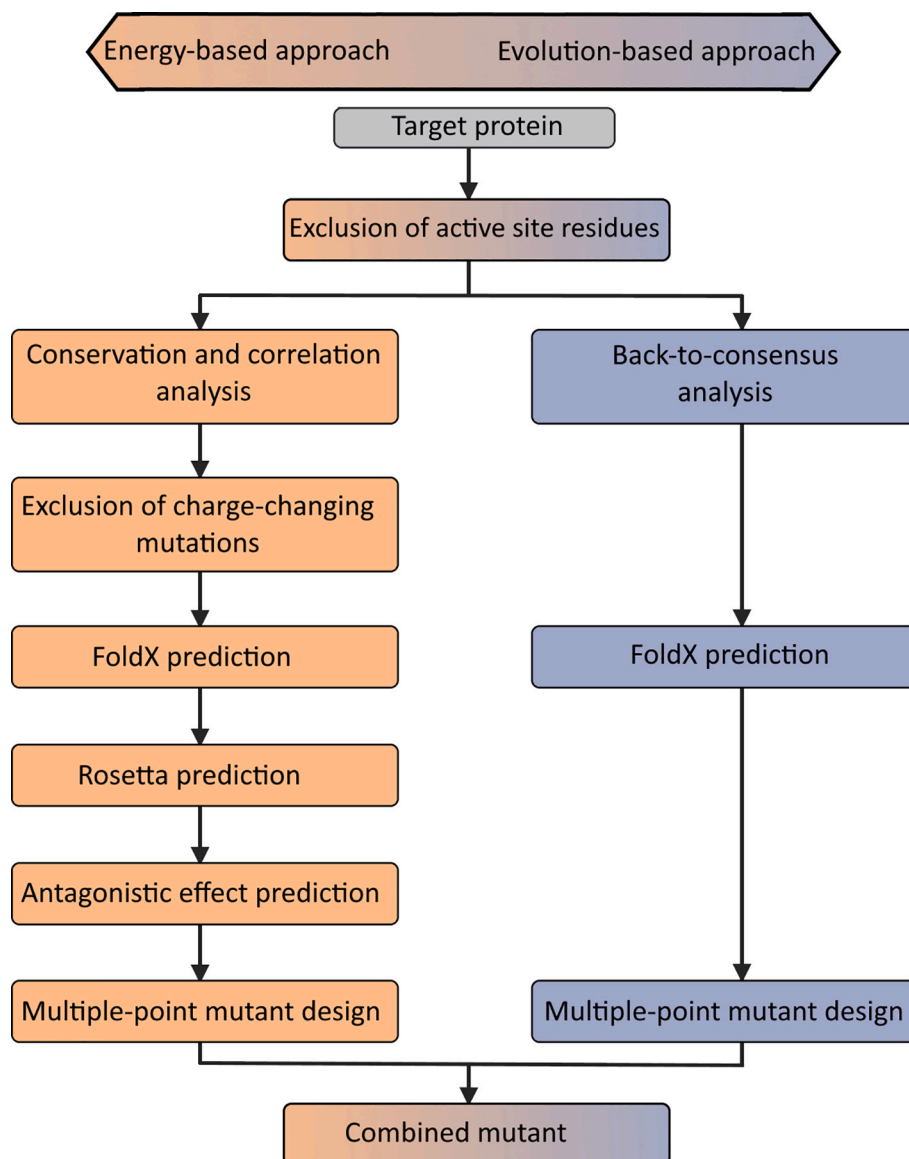 Energy-based approach Evolution-based approach
Target protein
Exclusion of active site residues
Conservation and correlation
analysis
Back-to-consensus
analysis
Exclusion of charge-changing
mutations
FoldX prediction
FoldX prediction
Rosetta prediction
Antagonistic effect prediction
Multiple-point mutant design
Multiple-point mutant design
Combined mutant